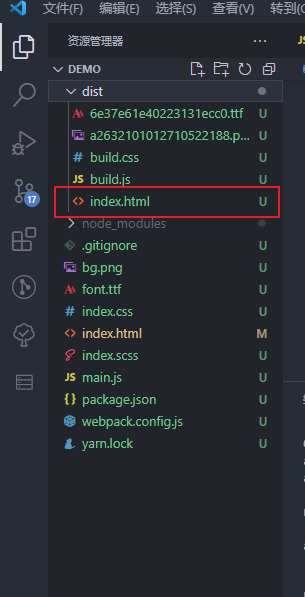 文件 编辑 选择(S) 查看(V) 转到(G
资源管理器 ...
DEMO
dist
6e37e61e40223131ecc0.ttf U
a2632101012710522188.p... U
build.css U
JS build.js U
index.html U
node_modules
.gitignore U
bg.png U
font.ttf U
index.css U
index.html M
index.scss U
JS main.js U
package.json U
webpack.config.js U
yarn.lock U
17